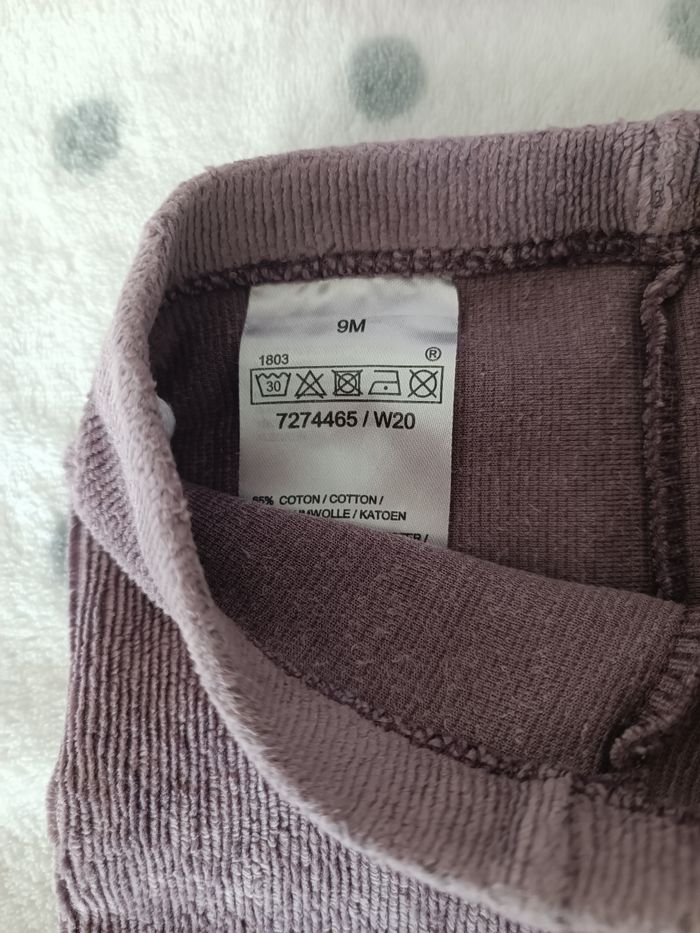 9M
1803 ®
30
7274465 / W20
COTON / COTTON /
KATOEN